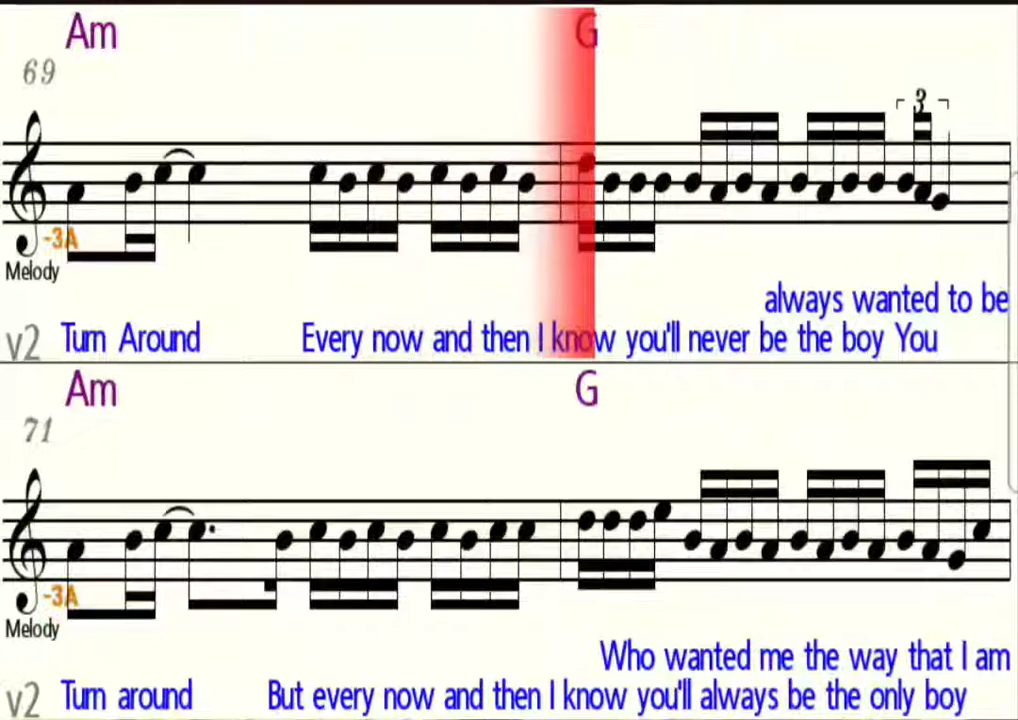 Am G
69
3
-3A
Melody
always wanted to be
v2 Turn Around Every now and then I know you'll never be the boy You
Am G
71
-3A
Melody
Who wanted me the way that I am
v2 Turn around But every now and then I know you'll always be the only boy